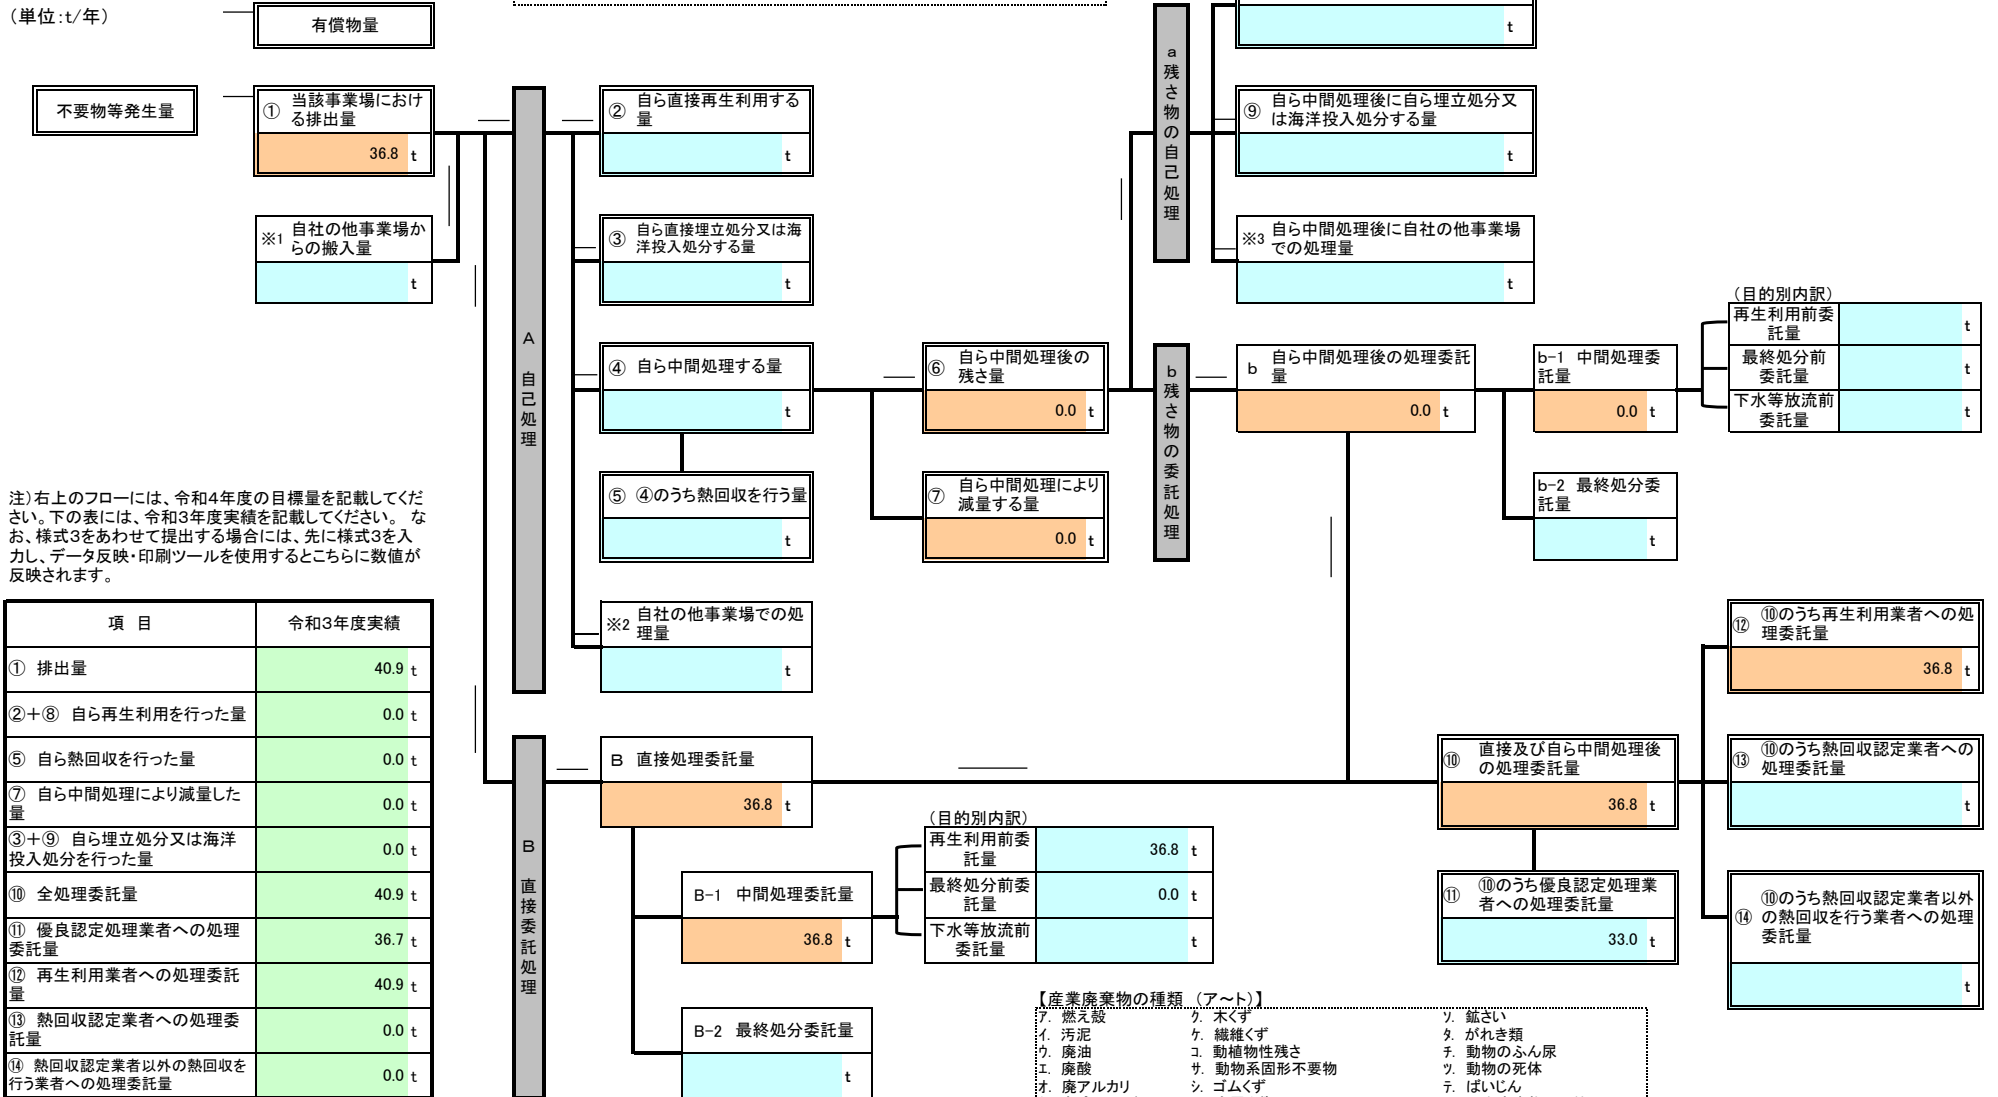 （単位:t/年）
有償物量
t
不要物等発生量
① 当該事業場におけ
る排出量
36.8 t
※1 自社の他事業場か
らの搬入量
t
A 自己処理
② 自ら直接再生利用する
量
t
③ 自ら直接埋立処分又は海
洋投入処分する量
t
④ 自ら中間処理する量
t
⑤ ④のうち熱回収を行う量
t
※2 自社の他事業場での処
理量
t
⑥ 自ら中間処理後の
残さ量
0.0 t
⑦ 自ら中間処理により
減量する量
0.0 t
a 残さ物の自己処理
⑨ 自ら中間処理後に自ら埋立処分又
は海洋投入処分する量
t
※3 自ら中間処理後に自社の他事業場
での処理量
t
b 残さ物の委託処理
b 自ら中間処理後の処理委託
量
0.0 t
b-1 中間処理委
託量
0.0 t
b-2 最終処分委
託量
t
（目的別内訳）
再生利用前委
託量
t
最終処分前
委託量
t
下水等放流前
委託量
t
注）右上のフローには、令和4年度の目標量を記載してくだ
さい。下の表には、令和3年度実績を記載してください。 な
お、様式3をあわせて提出する場合には、先に様式3を入
力し、データ反映・印刷ツールを使用するとこちらに数値が
反映されます。
項 目 令和3年度実績
① 排出量 40.9 t
②＋⑧ 自ら再生利用を行った量 0.0 t
⑤ 自ら熱回収を行った量 0.0 t
⑦ 自ら中間処理により減量した
量 0.0 t
③＋⑨ 自ら埋立処分又は海洋
投入処分を行った量 0.0 t
⑩ 全処理委託量 40.9 t
⑪ 優良認定処理業者への処理
委託量 36.7 t
⑫ 再生利用業者への処理委託
量 40.9 t
⑬ 熱回収認定業者への処理委
託量 0.0 t
⑭ 熱回収認定業者以外の熱回収を
行う業者への処理委託量 0.0 t
B 直接委託処理
B 直接処理委託量
36.8 t
B-1 中間処理委託量
36.8 t
B-2 最終処分委託量
t
（目的別内訳）
再生利用前委
託量
36.8 t
最終処分前委
託量
0.0 t
下水等放流前
委託量
t
⑩ 直接及び自ら中間処理後
の処理委託量
36.8 t
⑪ ⑩のうち優良認定処理業
者への処理委託量
33.0 t
⑫ ⑩のうち再生利用業者への処
理委託量
36.8 t
⑬ ⑩のうち熱回収認定業者への
処理委託量
t
⑭ ⑩のうち熱回収認定業者以外
の熱回収を行う業者への処理
委託量
t
【産業廃棄物の種類 （ア～ト）】
ア. 燃え殻 ク. 木くず ソ. 鉱さい
イ. 汚泥 ケ. 繊維くず タ. がれき類
ウ. 廃油 コ. 動植物性残さ チ. 動物のふん尿
エ. 廃酸 サ. 動物系固形不要物 ツ. 動物の死体
オ. 廃アルカリ シ. ゴムくず テ. ばいじん